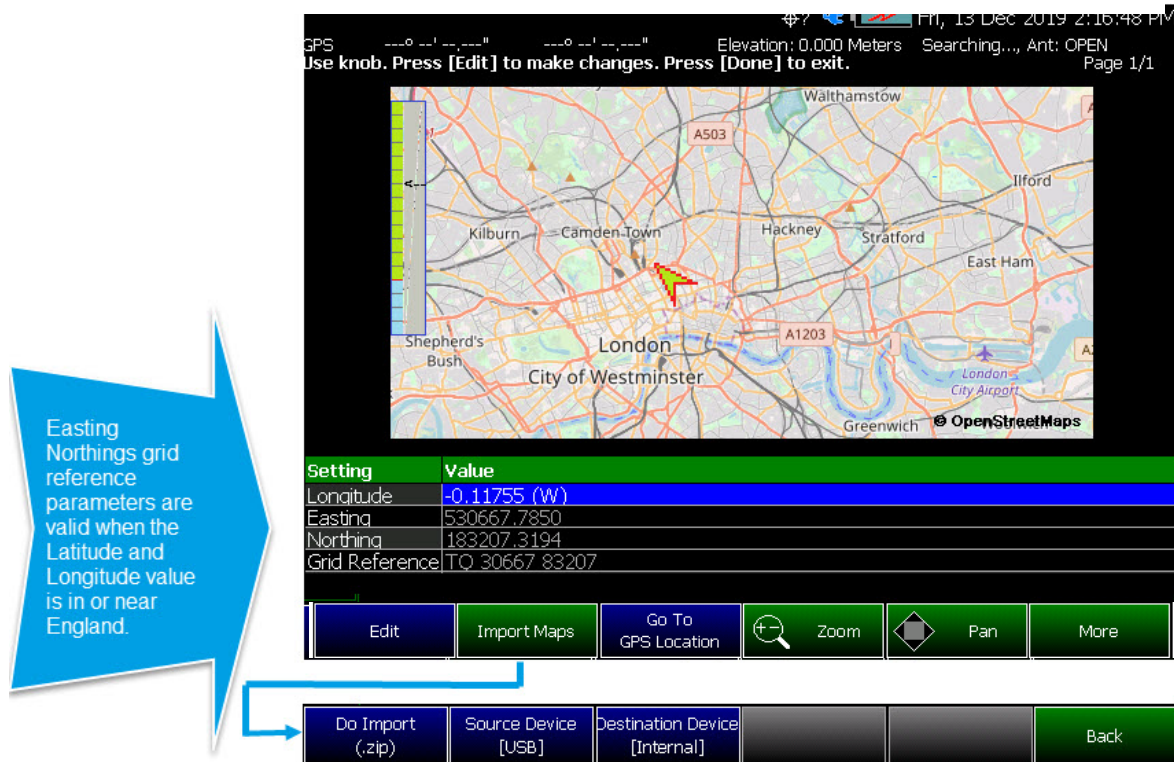 Fri, 13 Dec 2019 2:16:48 PM
GPS ---° --' --.---" ---° --' --.---" Elevation: 0.000 Meters Searching..., Ant: OPEN
Use knob. Press [Edit] to make changes. Press [Done] to exit. Page 1/1
Walthamstow
A503
Ilford
Kilburn
Camden Town
Hackney
Stratford
East Ham
<--
Shepherd's
Bush
London
A1203
City of Westminster
London
City Airport
Greenwich
© OpenStreetMaps
Easting
Northings grid
reference
parameters are
valid when the
Latitude and
Longitude value
is in or near
England.
Setting Value
Longitude -0.11755 (W)
Easting 530667.7850
Northing 183207.3194
Grid Reference TQ 30667 83207
Edit
Import Maps
Go To
GPS Location
Zoom
Pan
More
Do Import
(.zip)
Source Device
[USB]
Destination Device
[Internal]
Back